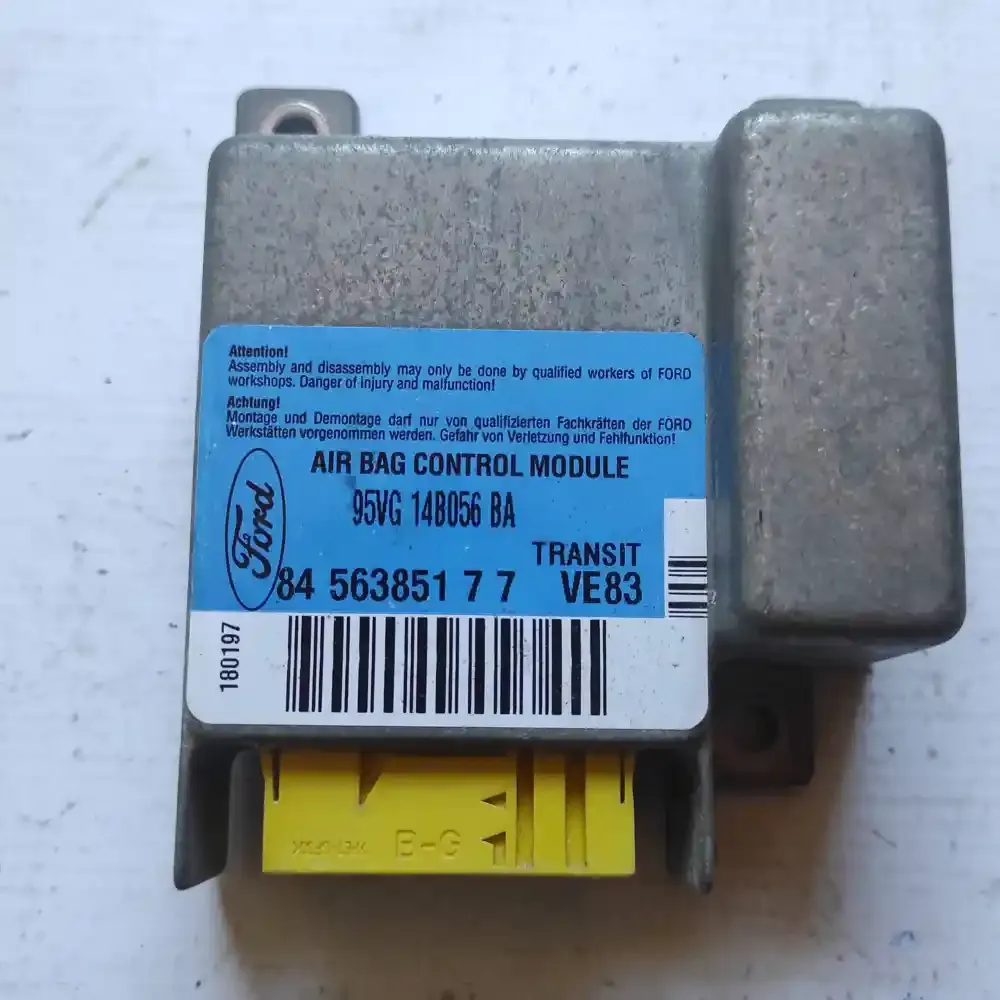 Attention!
Assembly and disassembly may only be done by qualified workers of FORD
workshops. Danger of injury and malfunction!
Achtung!
Montage und Demontage darf nur von qualifizierten Fachkräften der FORD
Werkstätten vorgenommen werden. Gefahr von Verletzung und Fehlfunktion!
AIR BAG CONTROL MODULE
95VG 14B056 BA
Ford
TRANSIT
84 563851 7 7 VE83
180197
B-G